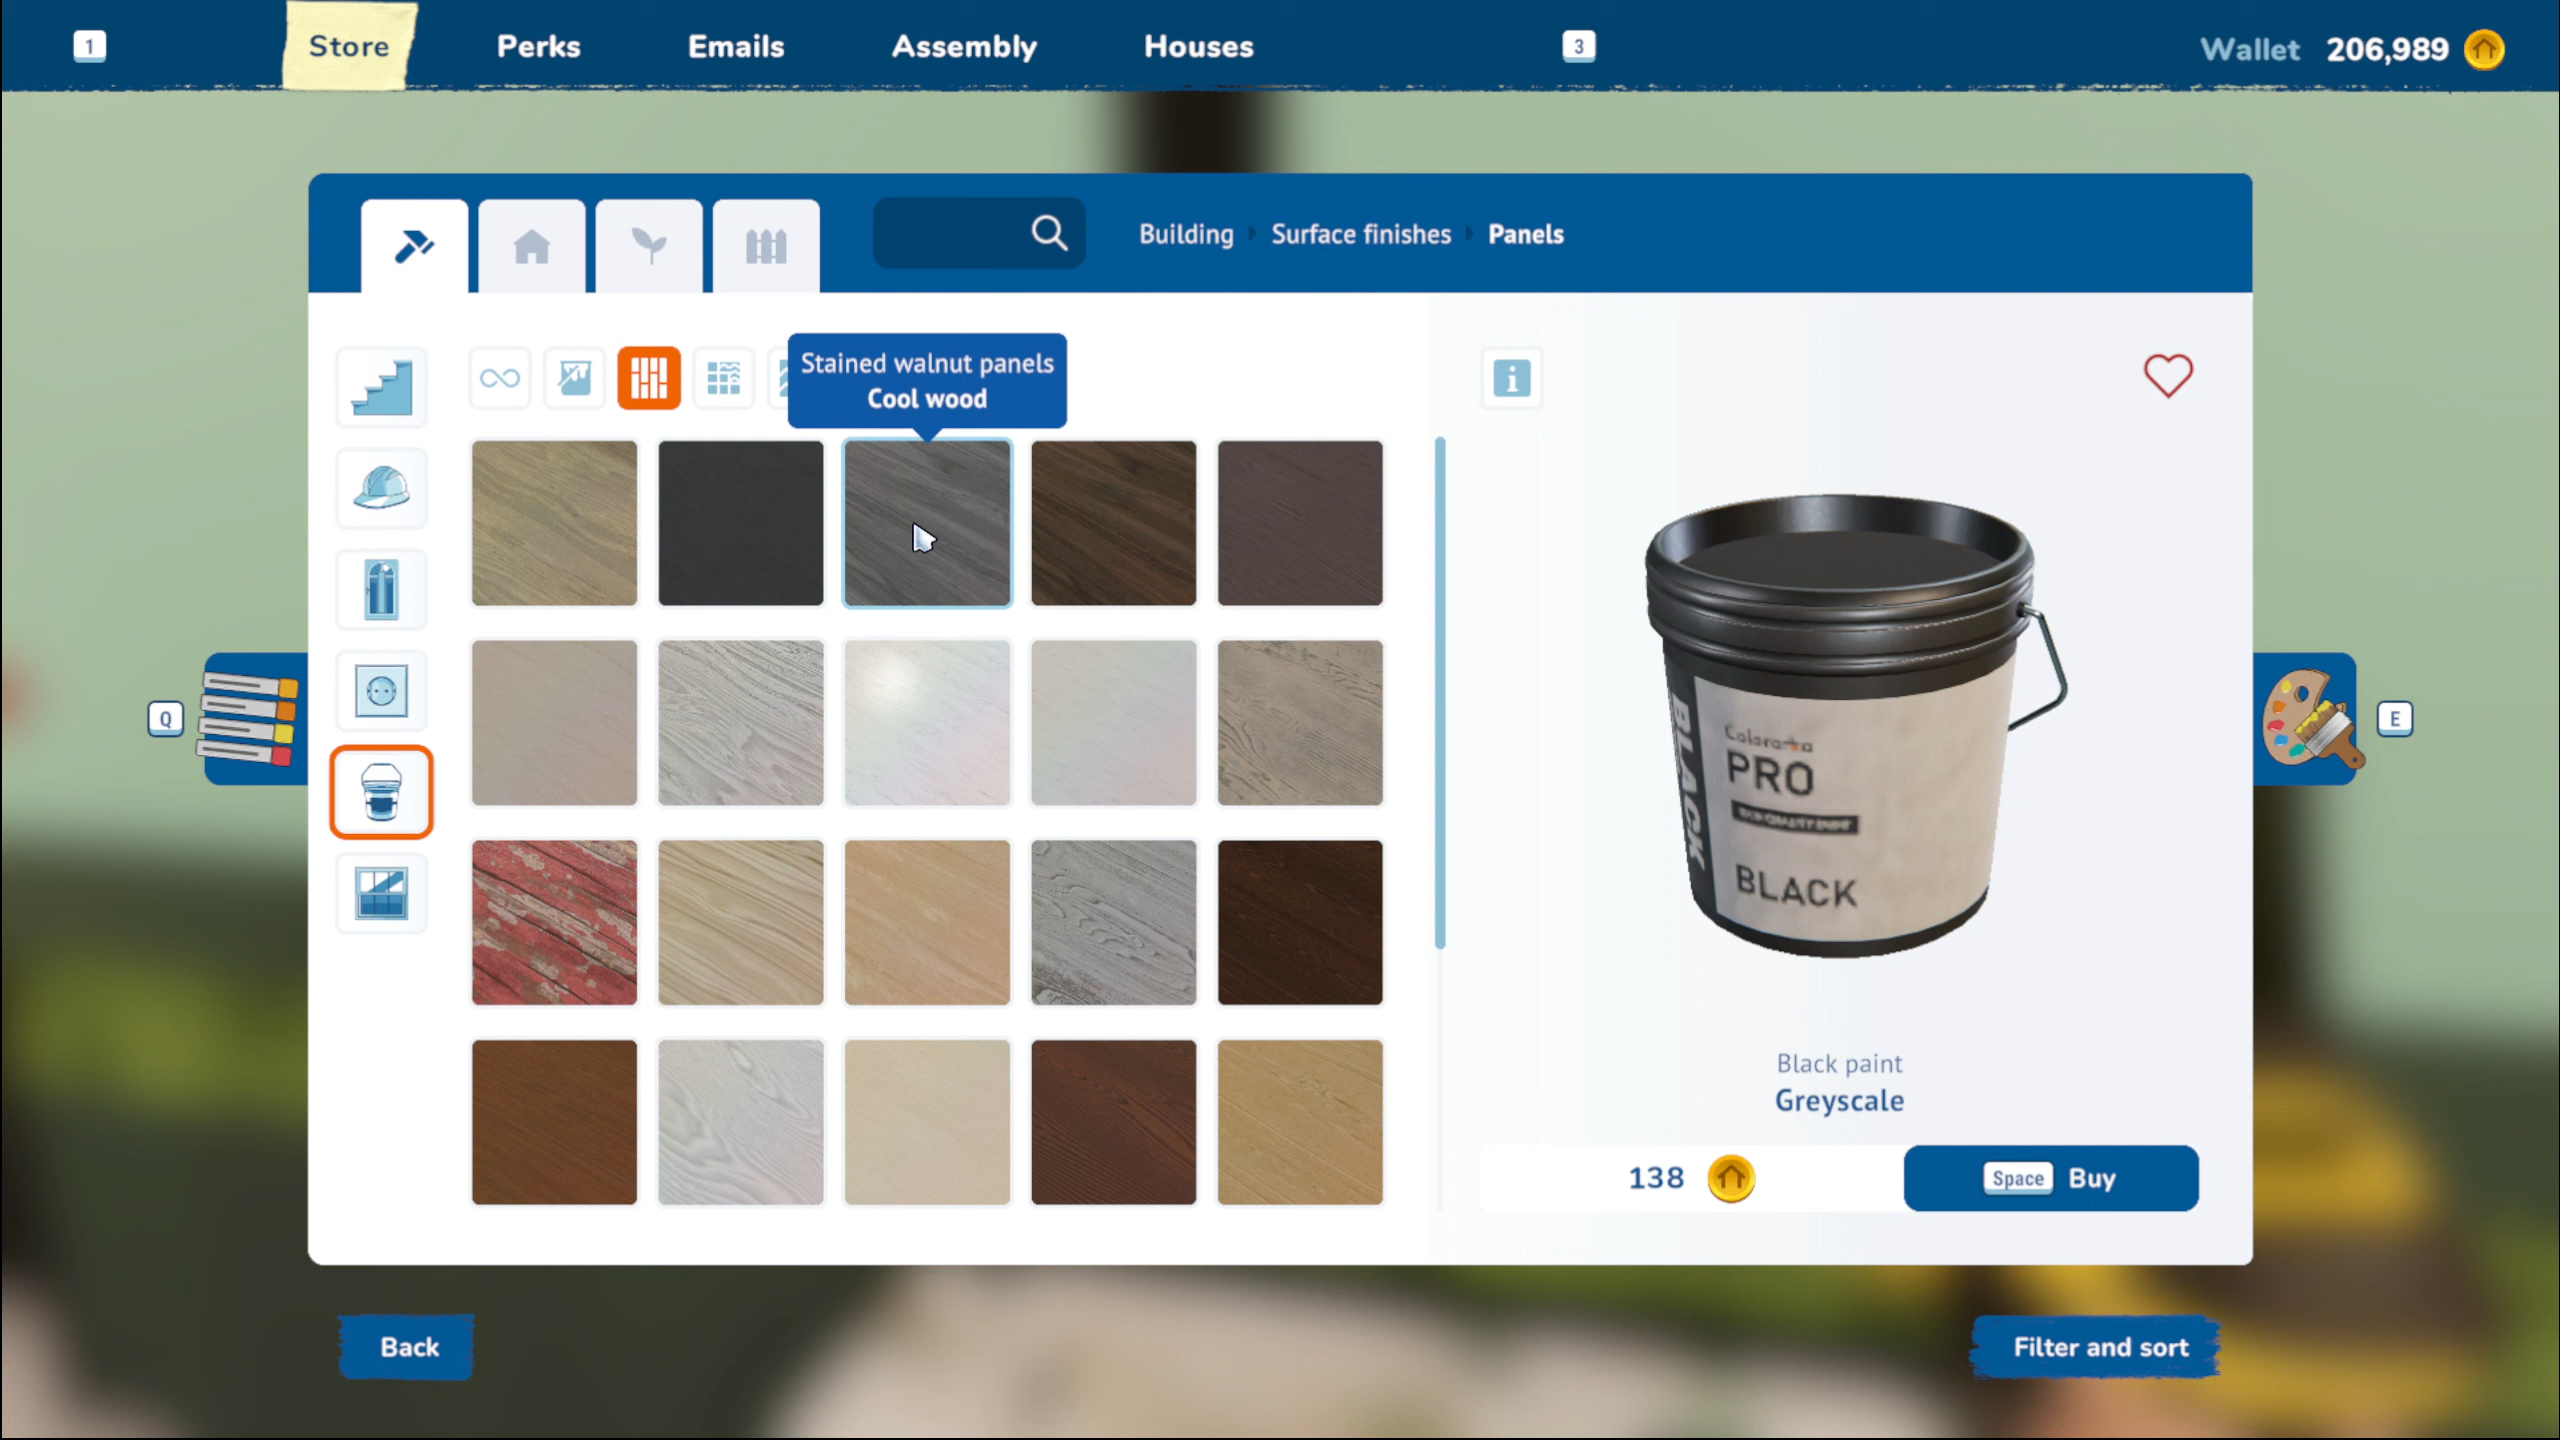 1
Store
Perks
Emails
Assembly
Houses
3
Wallet 206,989
Building
Surface finishes
Panels
Stained walnut panels
Cool wood
Q
E
BLACK
Colorama
PRO
BLACK
Black paint
Greyscale
138
Space
Buy
Back
Filter and sort